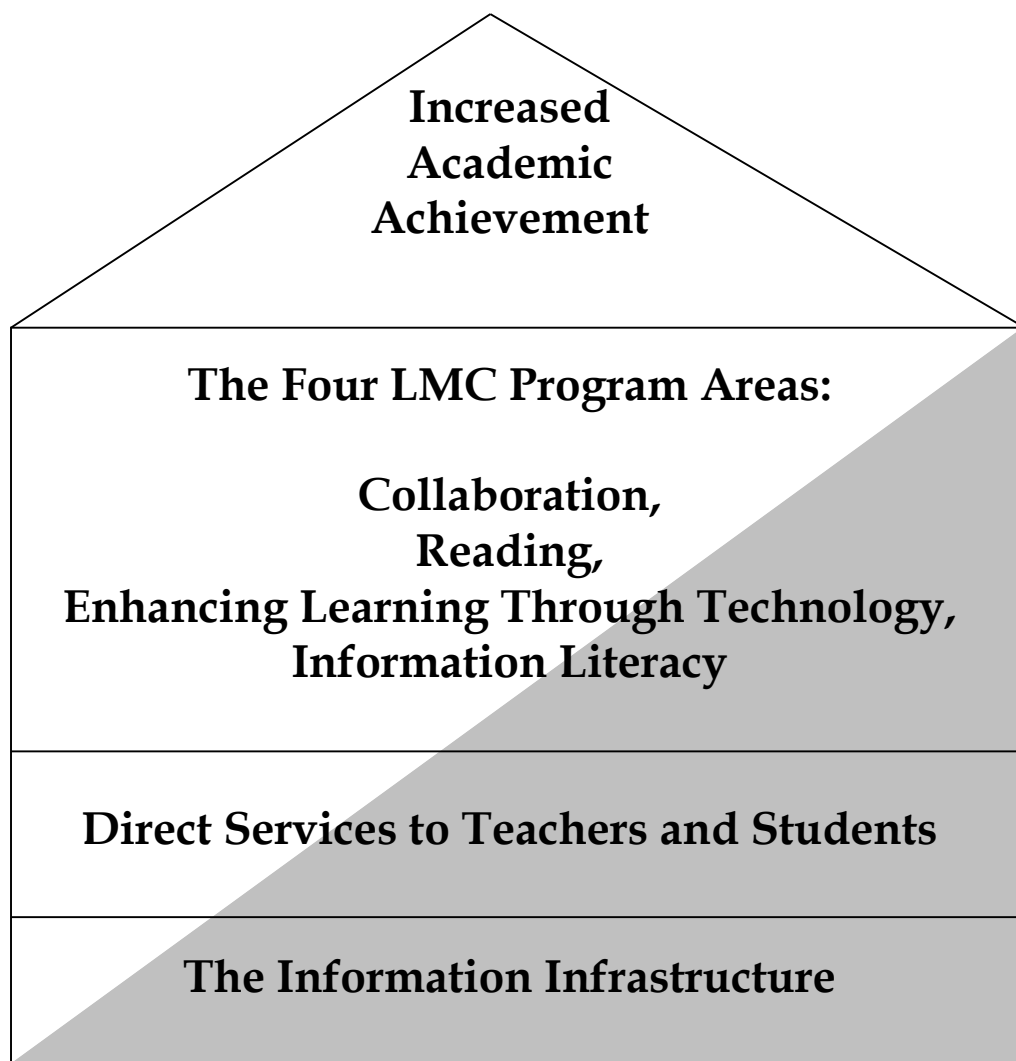 Increased
Academic
Achievement
The Four LMC Program Areas:
Collaboration,
Reading,
Enhancing Learning Through Technology,
Information Literacy
Direct Services to Teachers and Students
The Information Infrastructure